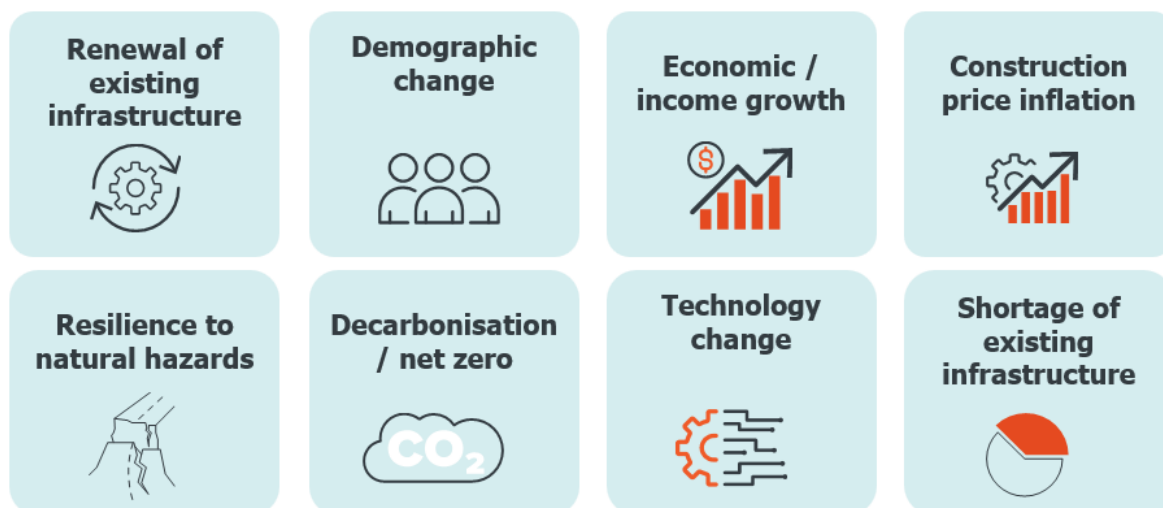 Renewal of
existing
infrastructure
Demographic
change
Economic /
income growth
$
Construction
price inflation
Resilience to
natural hazards
Decarbonisation
/ net zero
CO₂
Technology
change
Shortage of
existing
infrastructure